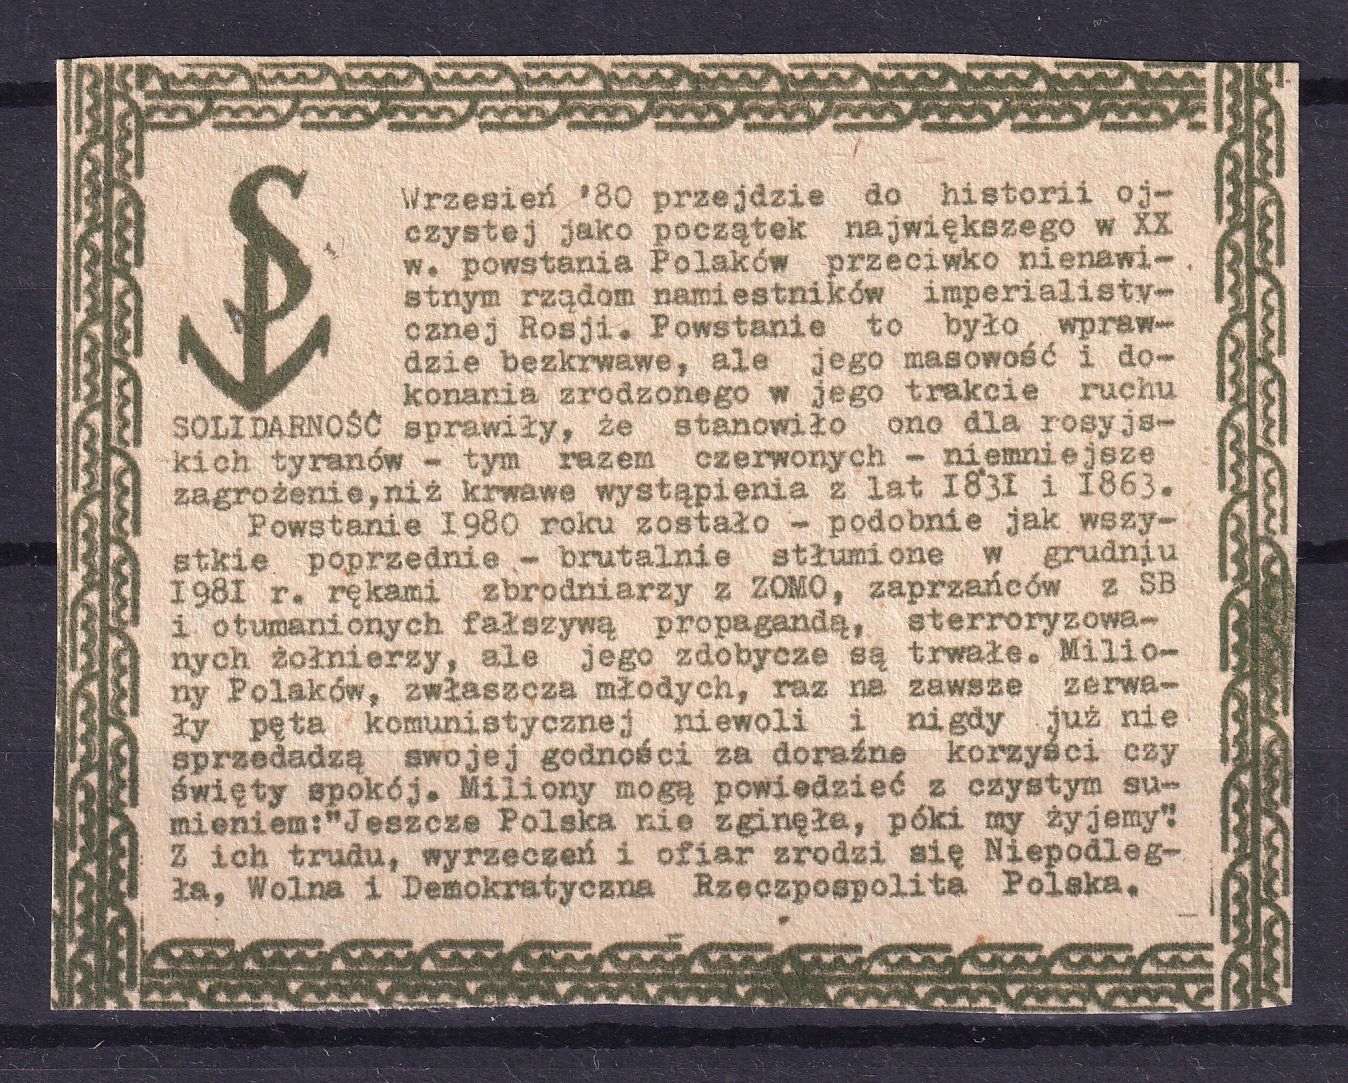 Wrzesień '80 przejdzie do historii oj-
czystej jako początek największego w XX
w. powstania Polaków przeciwko nienawi-
stnym rządom namiestników imperialisty-
cznej Rosji. Powstanie to było wpraw-
dzie bezkrwawe, ale jego masowość i do-
konania zrodzonego w jego trakcie ruchu
SOLIDARNOŚĆ sprawiły, że stanowiło ono dla rosyjs-
kich tyranów - tym razem czerwonych - niemniejsze
zagrożenie,niż krwawe wystąpienia z lat 1831 i 1863.
Powstanie 1980 roku zostało - podobnie jak wszy-
stkie poprzednie - brutalnie stłumione w grudniu
1981 r. rękami zbrodniarzy z ZOMO, zaprzańców z SB
i otumanionych fałszywą propagandą, sterroryzowa-
nych żołnierzy, ale jego zdobycze są trwałe. Milio-
ny Polaków, zwłaszcza młodych, raz na zawsze zerwa-
ły pęta komunistycznej niewoli i nigdy już nie
sprzedadzą swojej godności za doraźne korzyści czy
święty spokój. Miliony mogą powiedzieć z czystym su-
mieniem:"Jeszcze Polska nie zginęła, póki my żyjemy".
Z ich trudu, wyrzeczeń i ofiar zrodzi się Niepodleg-
ła, Wolna i Demokratyczna Rzeczpospolita Polska.